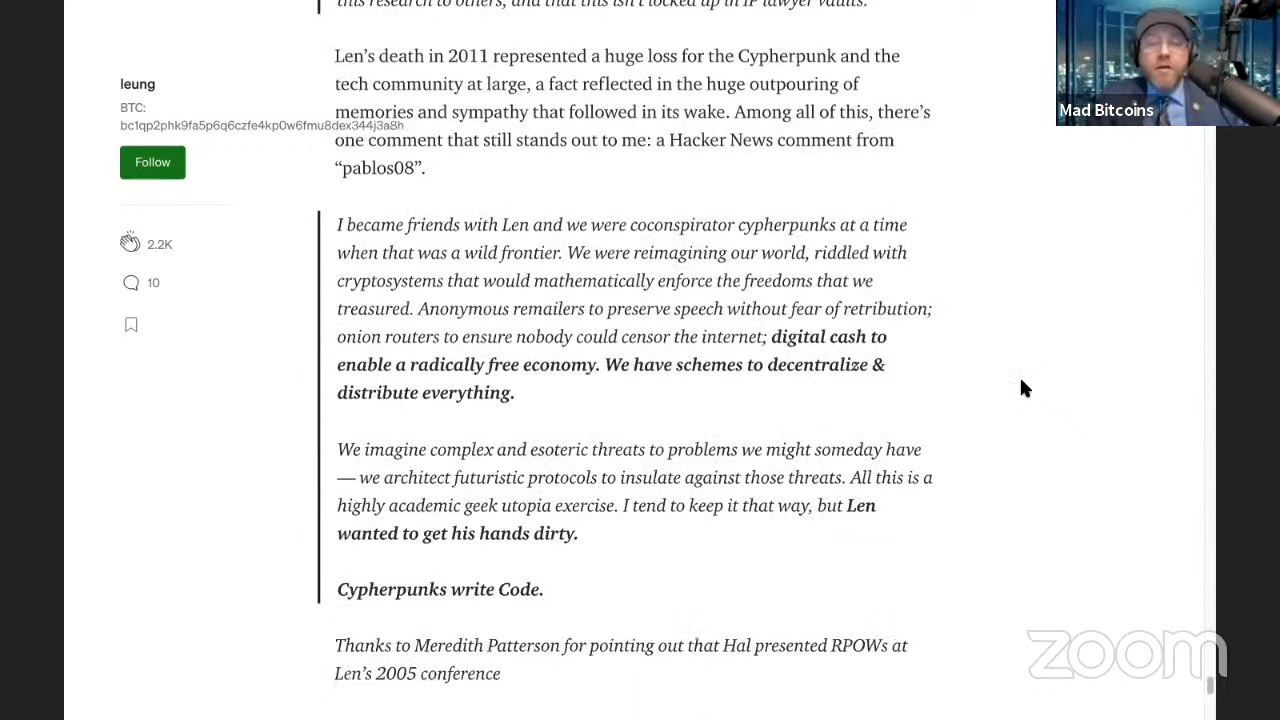 this research to others, and that this isn't locked up in IP lawyer vaults.
Len's death in 2011 represented a huge loss for the Cypherpunk and the
tech community at large, a fact reflected in the huge outpouring of
memories and sympathy that followed in its wake. Among all of this, there's
one comment that still stands out to me: a Hacker News comment from
“pablos08”.
leung
BTC:
bc1qp2phk9fa5p6q6czfe4kp0w6fmu8dex344j3a8h
Follow
2.2K
10
I became friends with Len and we were coconspirator cypherpunks at a time
when that was a wild frontier. We were reimagining our world, riddled with
cryptosystems that would mathematically enforce the freedoms that we
treasured. Anonymous remailers to preserve speech without fear of retribution;
onion routers to ensure nobody could censor the internet; digital cash to
enable a radically free economy. We have schemes to decentralize &
distribute everything.
We imagine complex and esoteric threats to problems we might someday have
— we architect futuristic protocols to insulate against those threats. All this is a
highly academic geek utopia exercise. I tend to keep it that way, but Len
wanted to get his hands dirty.
Cypherpunks write Code.
Thanks to Meredith Patterson for pointing out that Hal presented RPOWs at
Len's 2005 conference
Mad Bitcoins
zoom